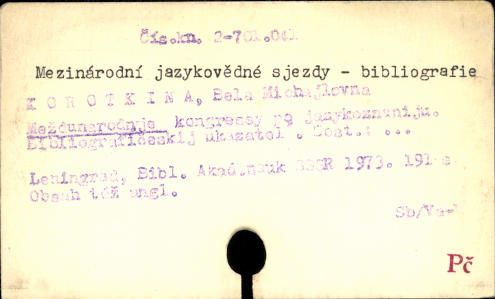 Čís.kn. 2-701.041
Mezinárodní jazykovědné sjezdy - bibliografie
K O R O T K I N A, Bela Michajlovna
Meždunarodnyje kongressy po jazykoznaniju.
Bibliografičeskij ukazatel . Sost.: ...
Leningrad, Bibl. Akad.nauk SSSR 1973. 191 s
Obsah též angl.
Sb/Va-
Pč